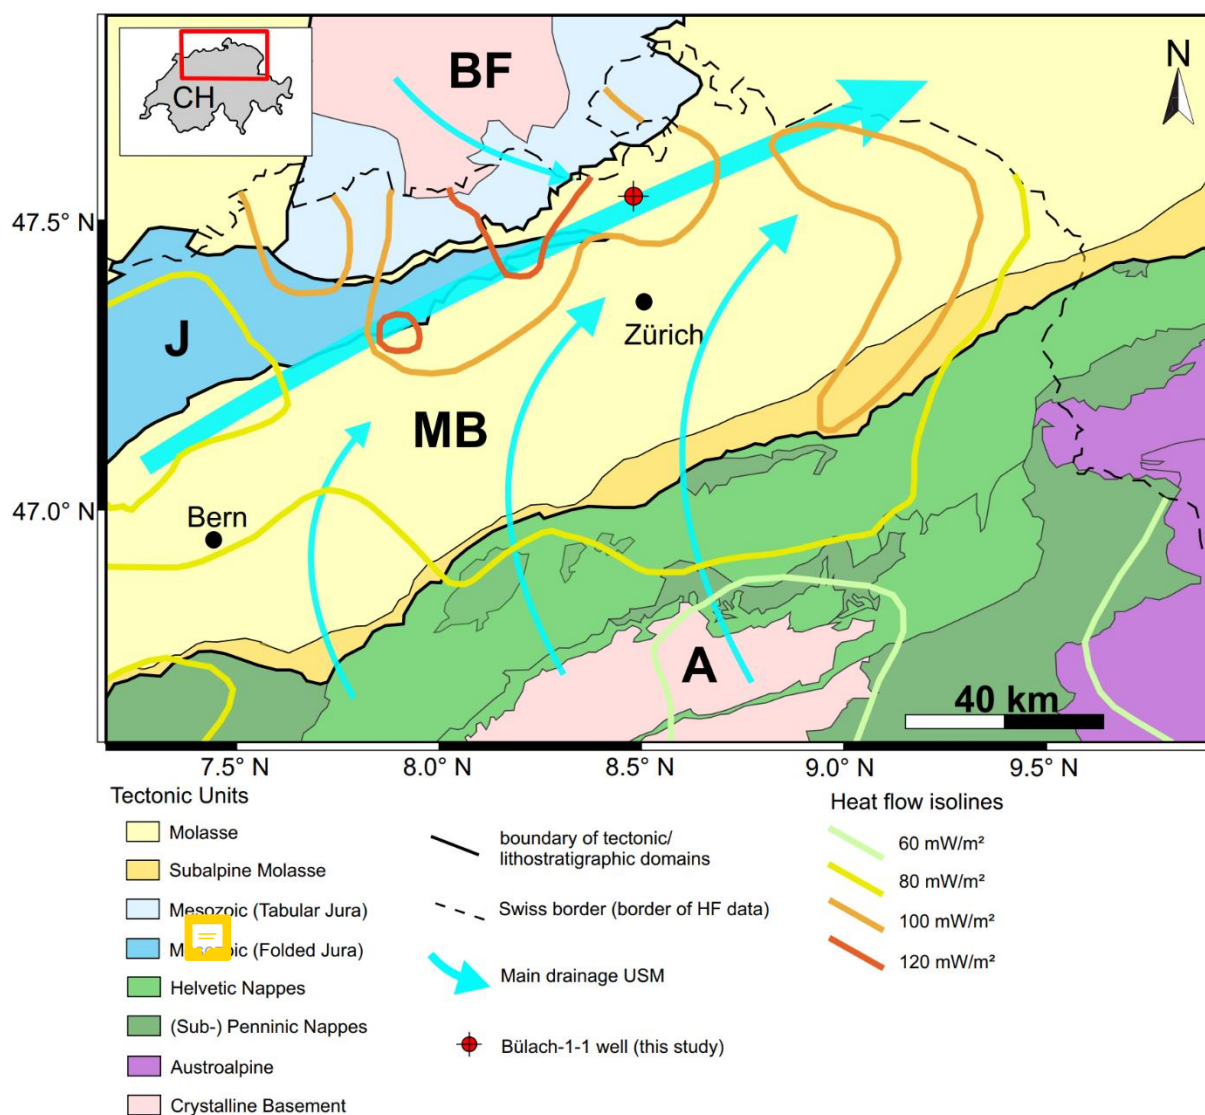 CH
BF
N
47.5° N
J
Zürich
MB
47.0° N
Bern
A
40 km
7.5° N
8.0° N
8.5° N
9.0° N
9.5° N
Tectonic Units
Molasse
Subalpine Molasse
Mesozoic (Tabular Jura)
(Folded Jura)
Helvetic Nappes
(Sub-) Penninic Nappes
Austroalpine
Crystalline Basement
boundary of tectonic/
lithostratigraphic domains
Swiss border (border of HF data)
Main drainage USM
Bülach-1-1 well (this study)
Heat flow isolines
60 mW/m²
80 mW/m²
100 mW/m²
120 mW/m²